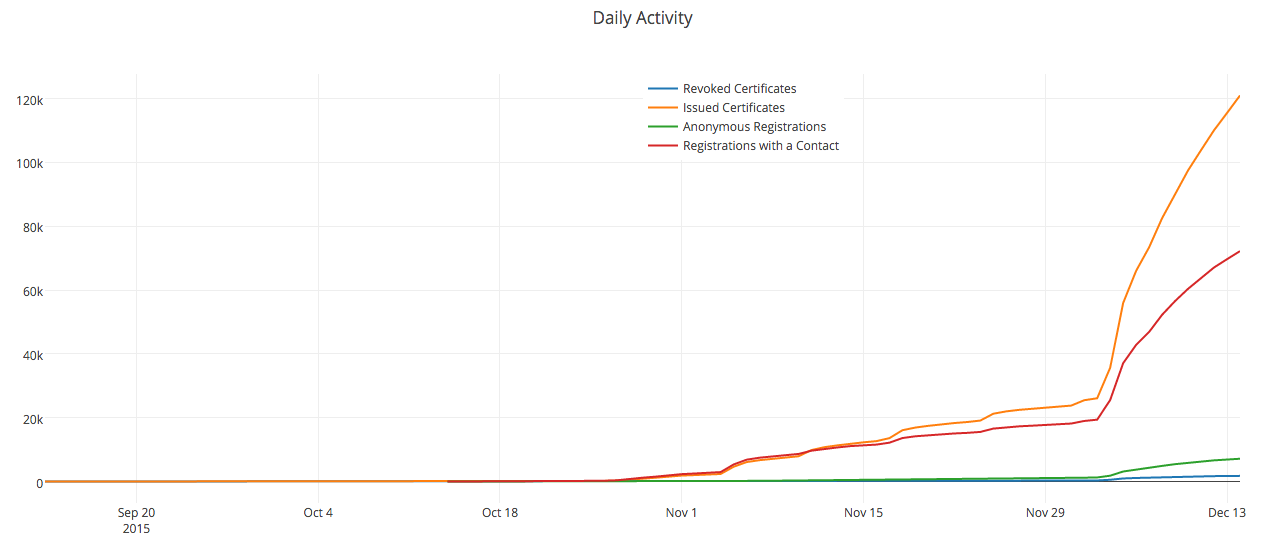 Daily Activity
Revoked Certificates
Issued Certificates
Anonymous Registrations
Registrations with a Contact
120k
100k
80k
60k
40k
20k
0
Sep 20 Oct 4 Oct 18 Nov 1 Nov 15 Nov 29 Dec 13
2015